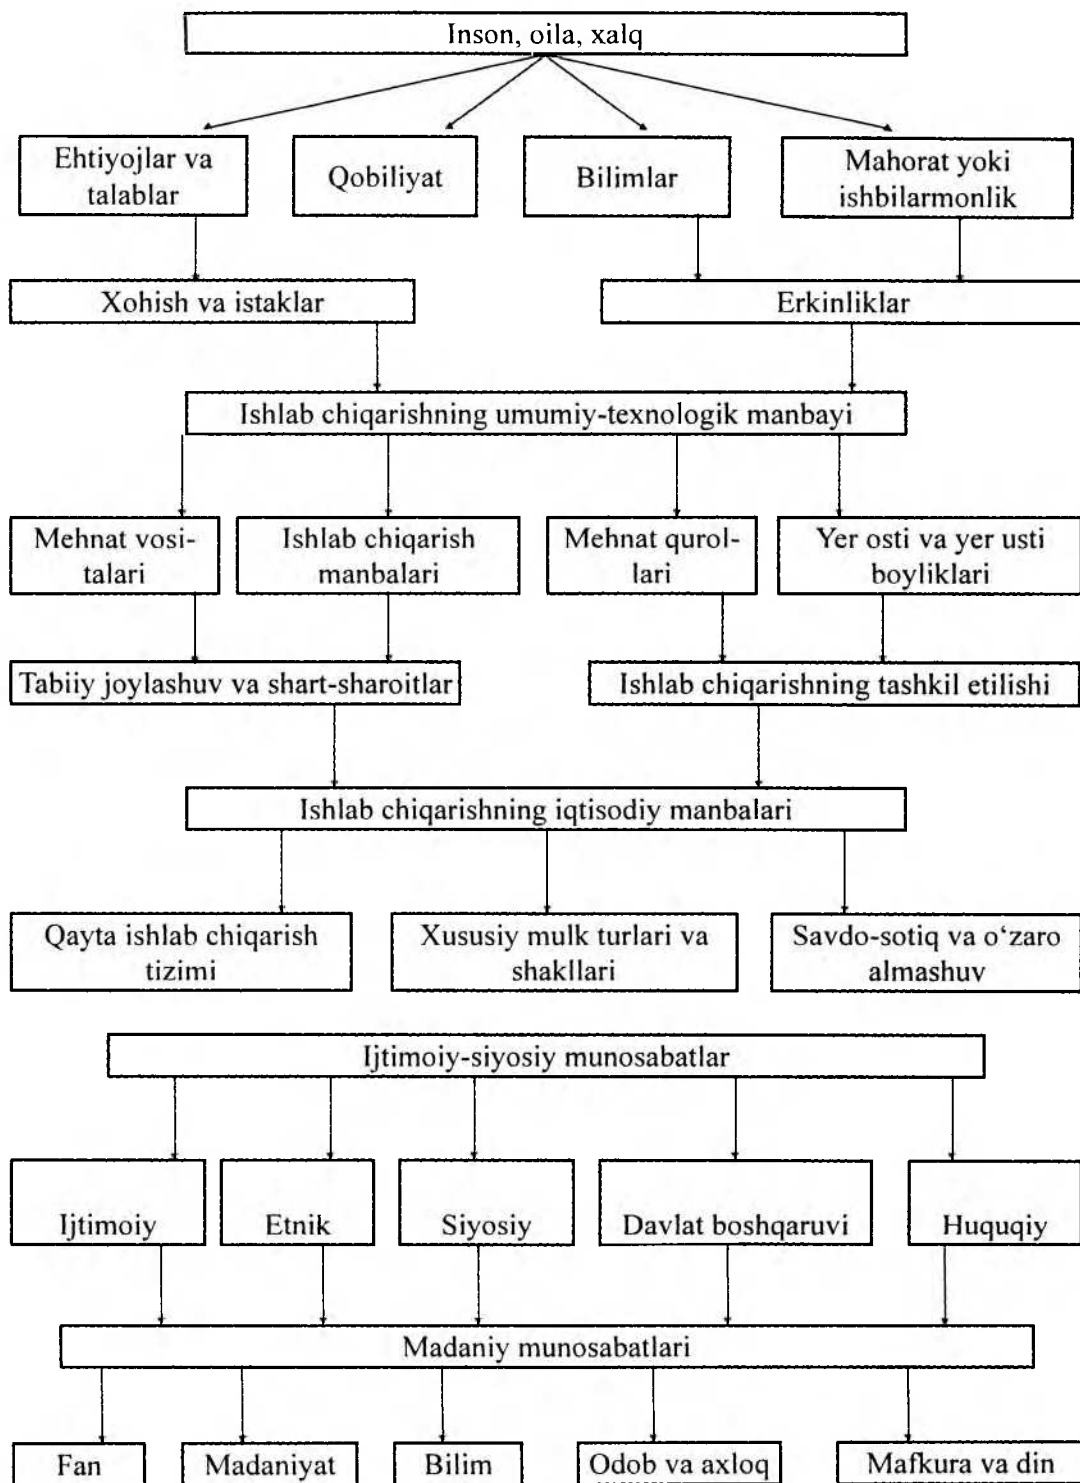 Inson, oila, xalq
Ehtiyojlar va
talablar
Qobiliyat
Bilimlar
Mahorat yoki
ishbilarmonlik
Xohish va istaklar
Erkinliklar
Ishlab chiqarishning umumiy-texnologik manbayi
Mehnat vosi-
talari
Ishlab chiqarish
manbalari
Mehnat qurol-
lari
Yer osti va yer usti
boyliklari
Tabiiy joylashuv va shart-sharoitlar
Ishlab chiqarishning tashkil etilishi
Ishlab chiqarishning iqtisodiy manbalari
Qayta ishlab chiqarish
tizimi
Xususiy mulk turlari va
shakllari
Savdo-sotiq va o‘zaro
almashuv
Ijtimoiy-siyosiy munosabatlar
Ijtimoiy
Etnik
Siyosiy
Davlat boshqaruvi
Huquqiy
Madaniy munosabatlari
Fan
Madaniyat
Bilim
Odob va axloq
Mafkura va din